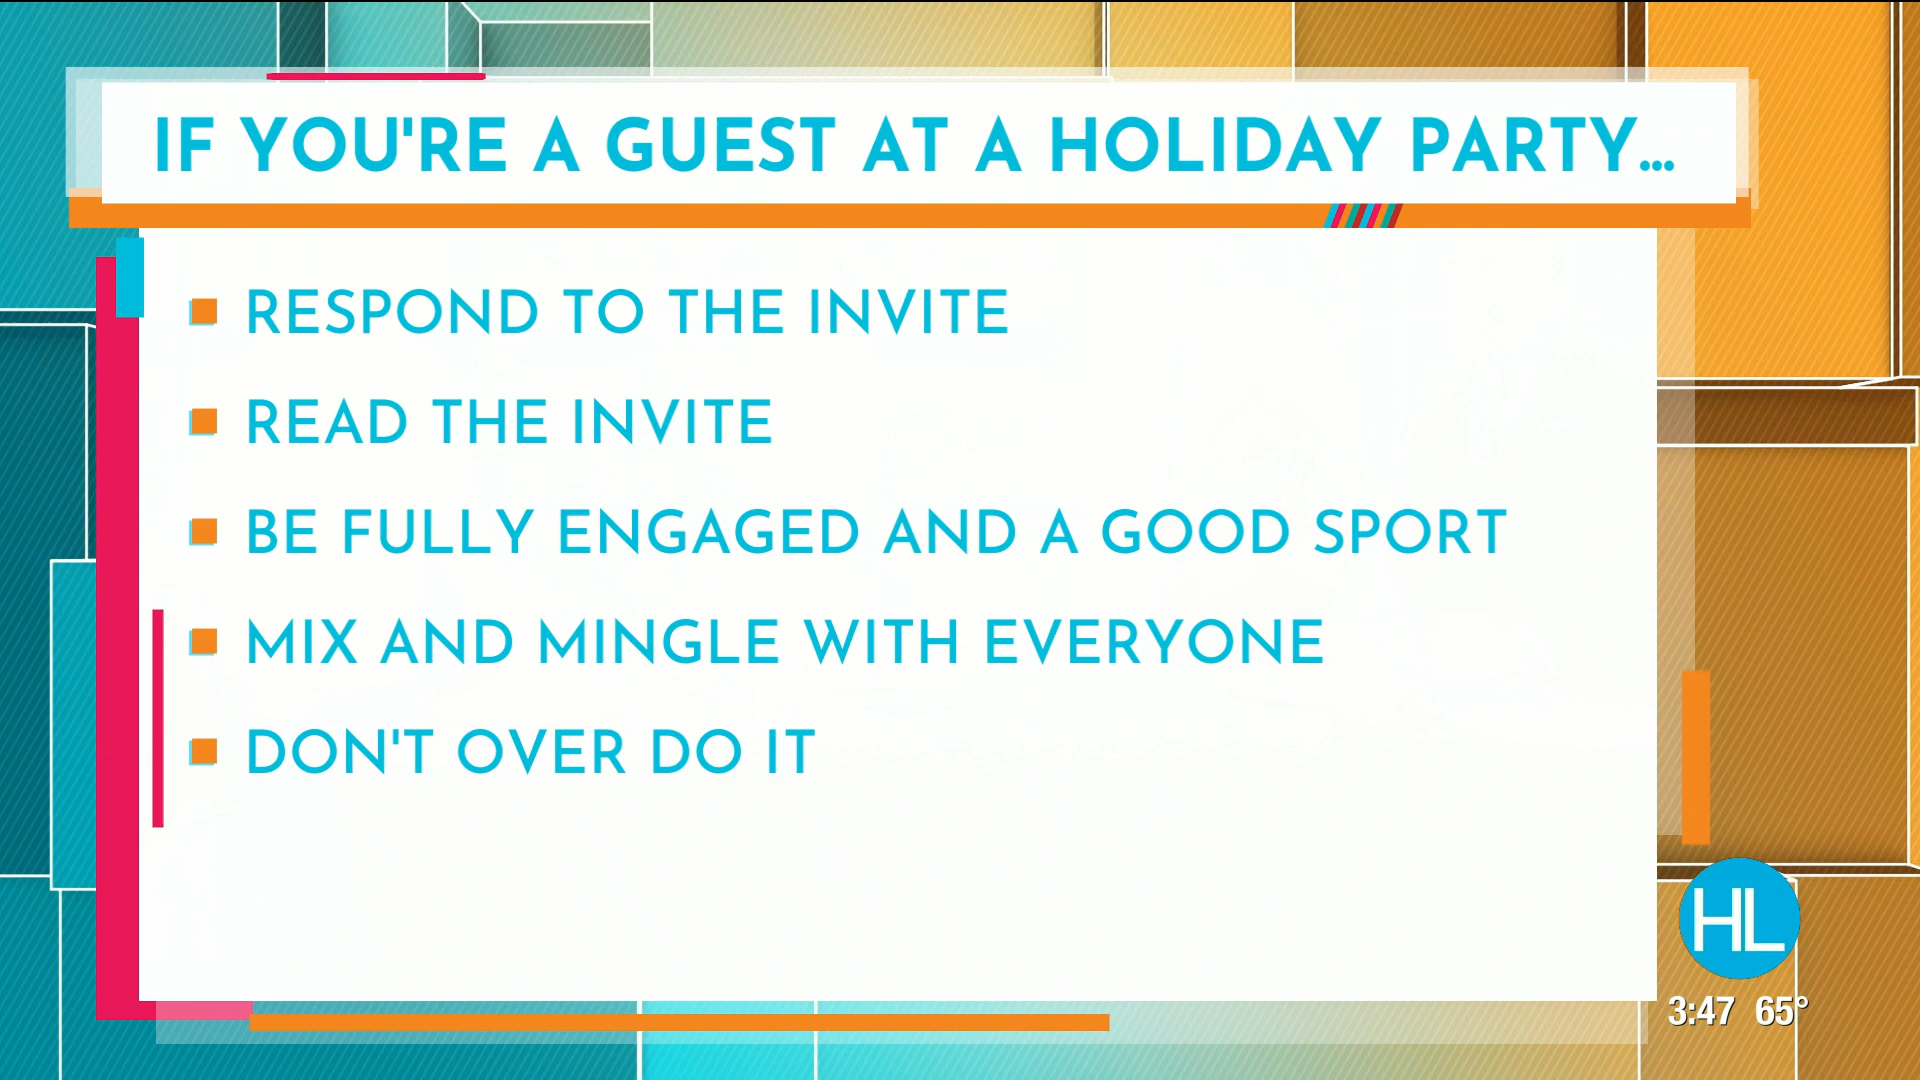 IF YOU'RE A GUEST AT A HOLIDAY PARTY...
RESPOND TO THE INVITE
READ THE INVITE
BE FULLY ENGAGED AND A GOOD SPORT
MIX AND MINGLE WITH EVERYONE
DON'T OVER DO IT
HL
3:47 65°